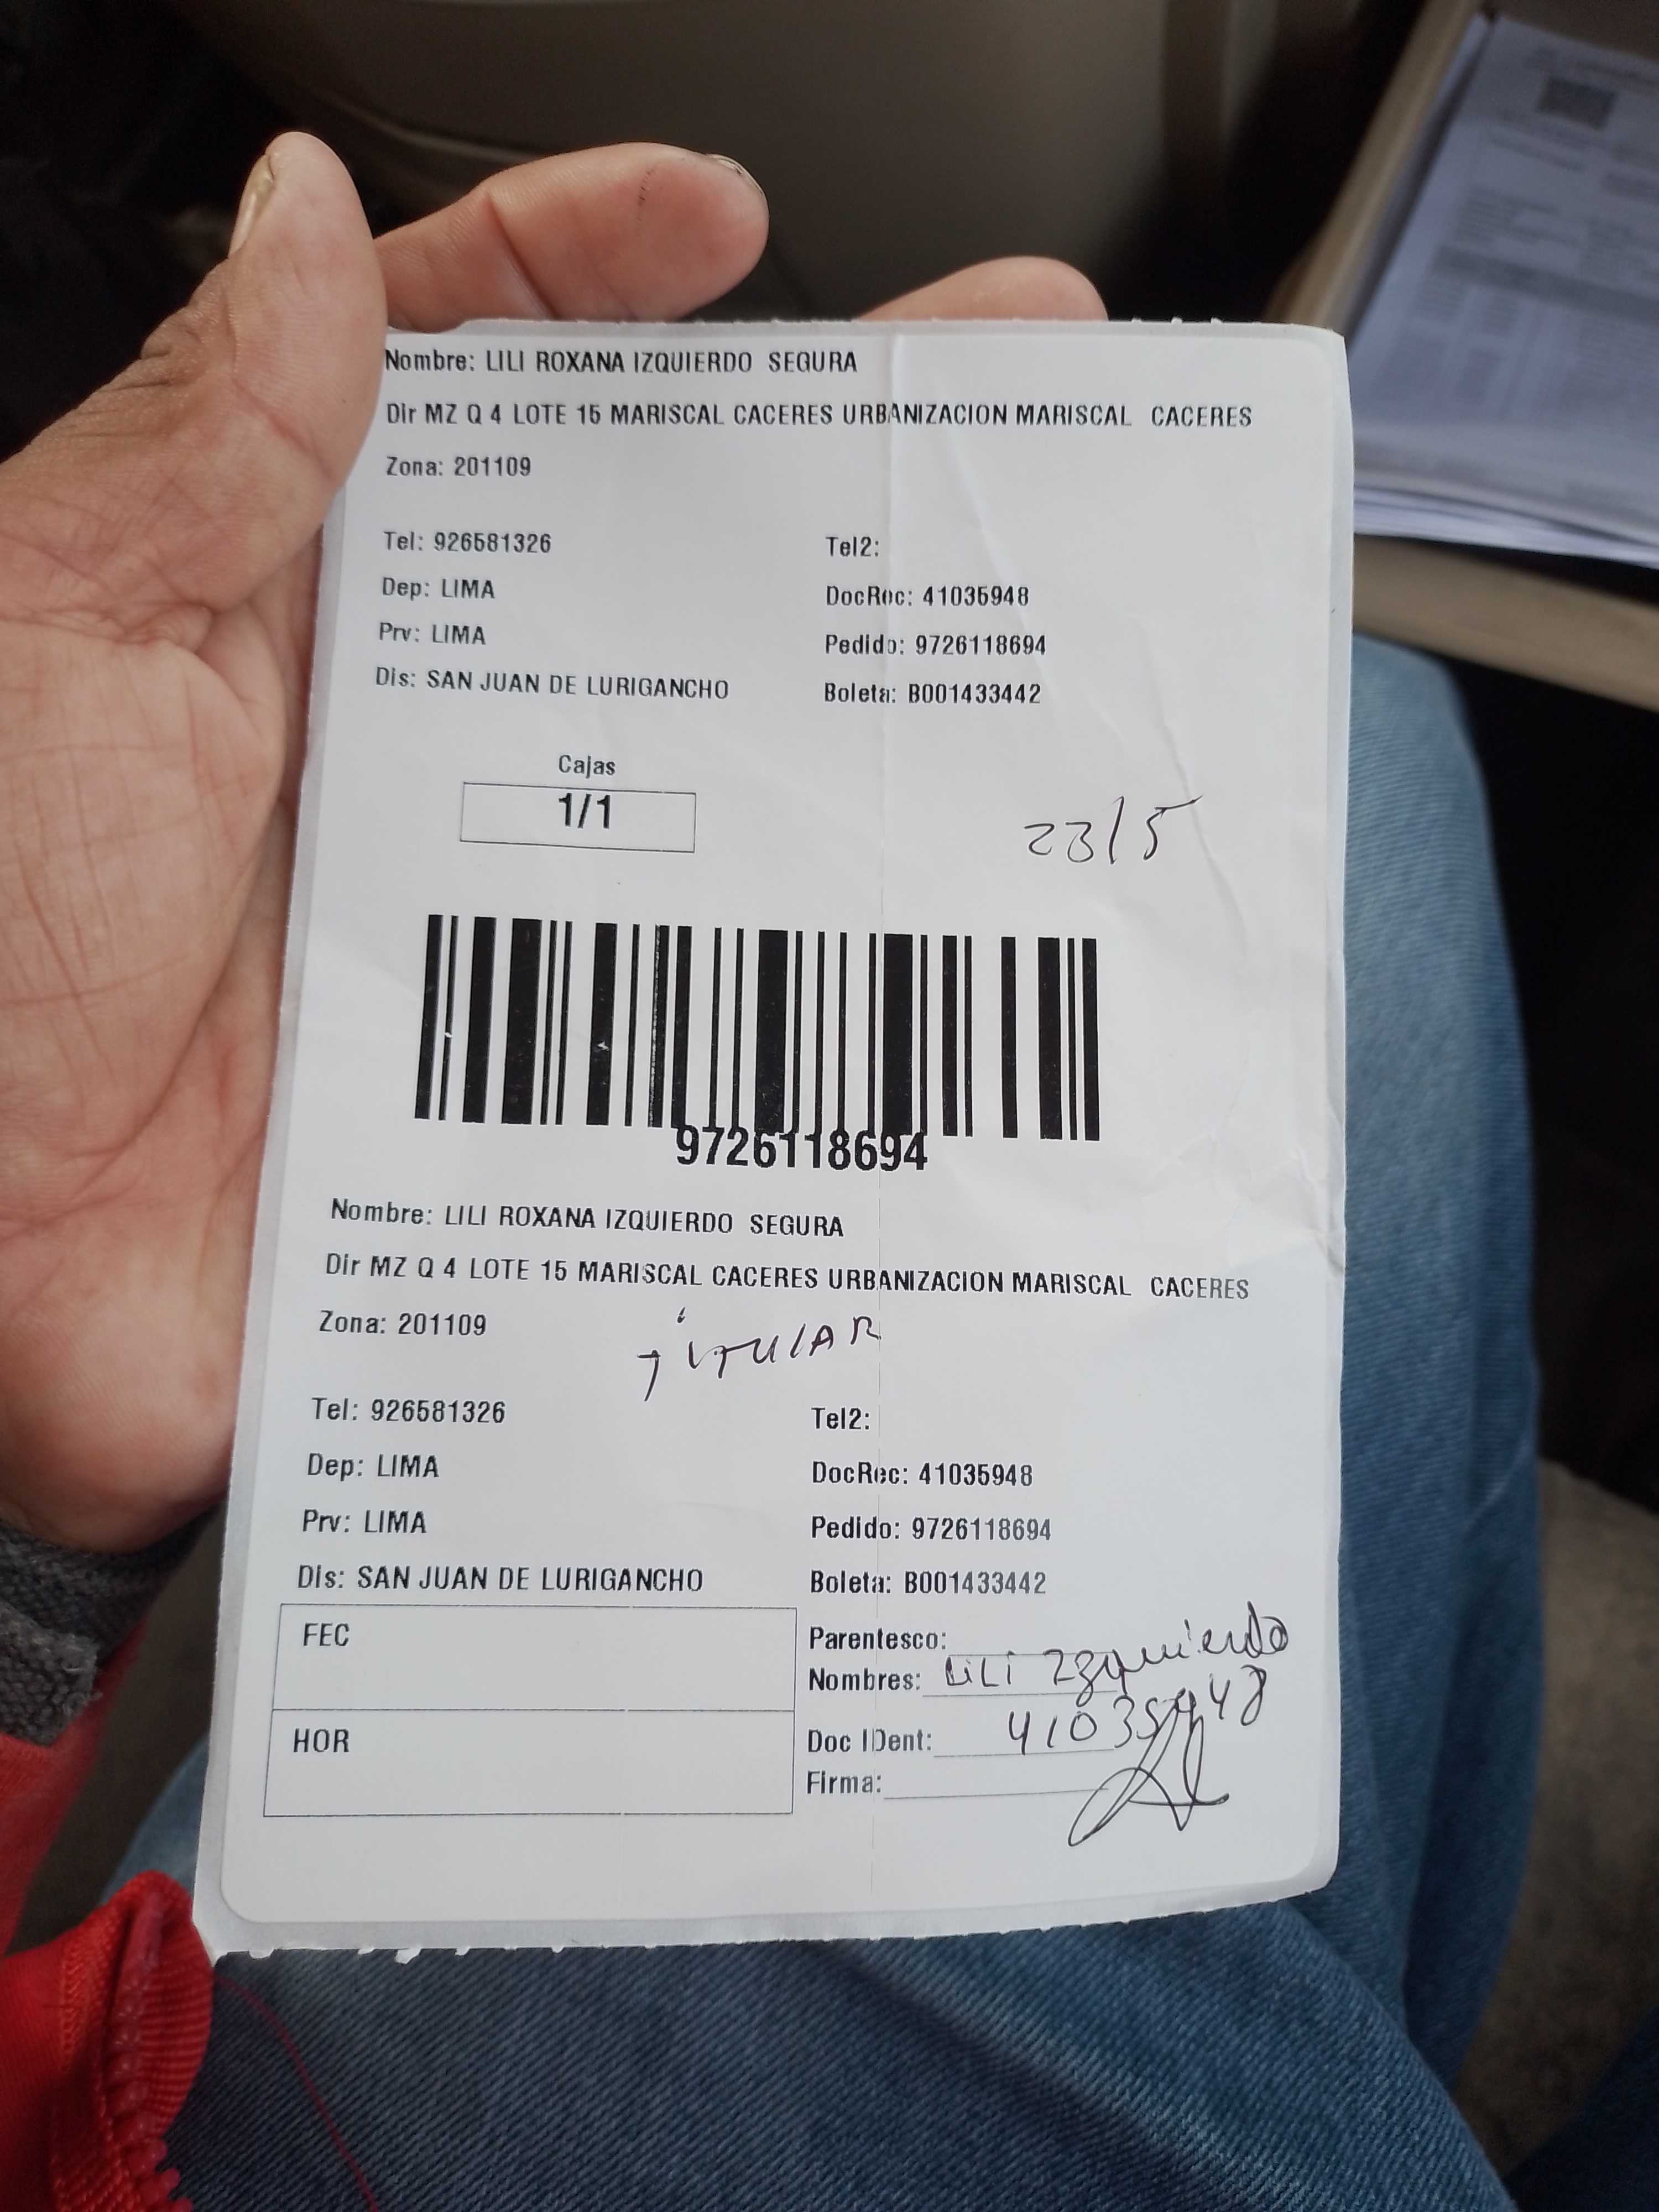 Nombre: LILI ROXANA IZQUIERDO SEGURA
Dir MZ Q 4 LOTE 15 MARISCAL CACERES URBANIZACION MARISCAL CACERES
Zona: 201109
Tel: 926581326 Tel2:
Dep: LIMA DocRec: 41035948
Prv: LIMA Pedido: 9726118694
Dis: SAN JUAN DE LURIGANCHO Boleta: B001433442
Cajas
1/1
23/5
9726118694
Nombre: LILI ROXANA IZQUIERDO SEGURA
Dir MZ Q 4 LOTE 15 MARISCAL CACERES URBANIZACION MARISCAL CACERES
Zona: 201109
TiTULAR
Tel: 926581326 Tel2:
Dep: LIMA DocRec: 41035948
Prv: LIMA Pedido: 9726118694
Dis: SAN JUAN DE LURIGANCHO Boleta: B001433442
FEC Parentesco:
Nombres: LiLi Izquierdo
HOR Doc IDent: 41035948
Firma: